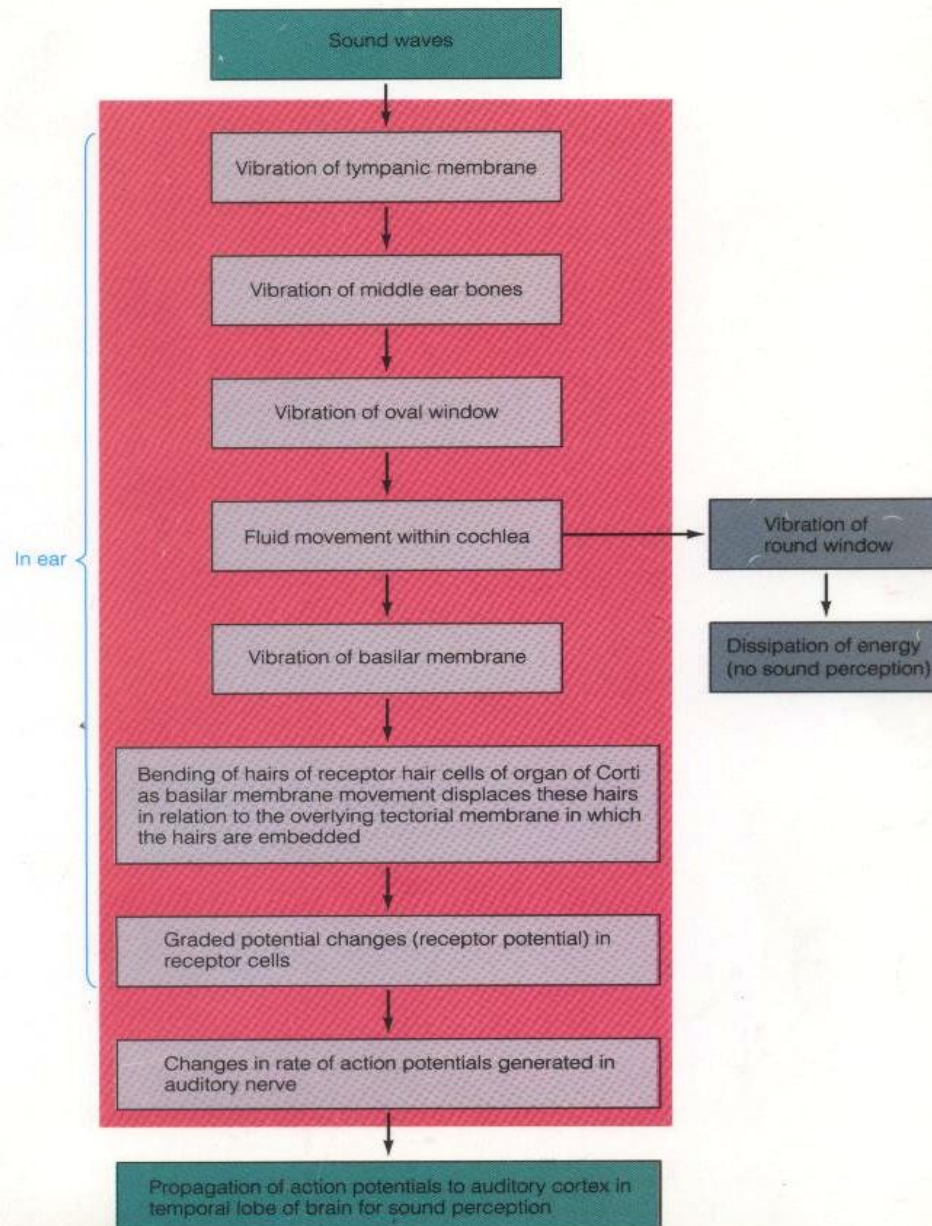 Sound waves
Vibration of tympanic membrane
Vibration of middle ear bones
Vibration of oval window
Fluid movement within cochlea
Vibration of
round window
In ear
Vibration of basilar membrane
Dissipation of energy
(no sound perception)
Bending of hairs of receptor hair cells of organ of Corti
as basilar membrane movement displaces these hairs
in relation to the overlying tectorial membrane in which
the hairs are embedded
Graded potential changes (receptor potential) in
receptor cells
Changes in rate of action potentials generated in
auditory nerve
Propagation of action potentials to auditory cortex in
temporal lobe of brain for sound perception